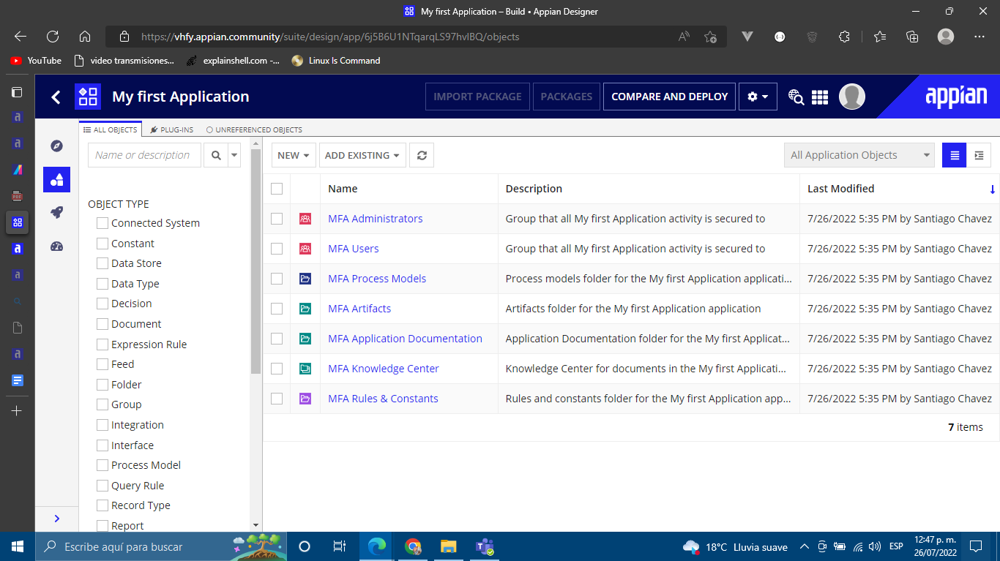 My first Application – Build • Appian Designer
https://vhfy.appian.community/suite/design/app/6j5B6U1NTqarqLS97hvIBQ/objects
YouTube
video transmisiones...
explainshell.com -...
Linux Is Command
My first Application
IMPORT PACKAGE
PACKAGES
COMPARE AND DEPLOY
appian
ALL OBJECTS
PLUG-INS
UNREFERENCED OBJECTS
Name or description
NEW
ADD EXISTING
All Application Objects
OBJECT TYPE
Connected System
Constant
Data Store
Data Type
Decision
Document
Expression Rule
Feed
Folder
Group
Integration
Interface
Process Model
Query Rule
Record Type
Report
Name Description Last Modified
MFA Administrators Group that all My first Application activity is secured to 7/26/2022 5:35 PM by Santiago Chavez
MFA Users Group that all My first Application activity is secured to 7/26/2022 5:35 PM by Santiago Chavez
MFA Process Models Process models folder for the My first Application applicati... 7/26/2022 5:35 PM by Santiago Chavez
MFA Artifacts Artifacts folder for the My first Application application 7/26/2022 5:35 PM by Santiago Chavez
MFA Application Documentation Application Documentation folder for the My first Applicat... 7/26/2022 5:35 PM by Santiago Chavez
MFA Knowledge Center Knowledge Center for documents in the My first Applicati... 7/26/2022 5:35 PM by Santiago Chavez
MFA Rules & Constants Rules and constants folder for the My first Application app... 7/26/2022 5:35 PM by Santiago Chavez
7 items
Escribe aquí para buscar
18°C Lluvia suave
ESP
12:47 p. m.
26/07/2022